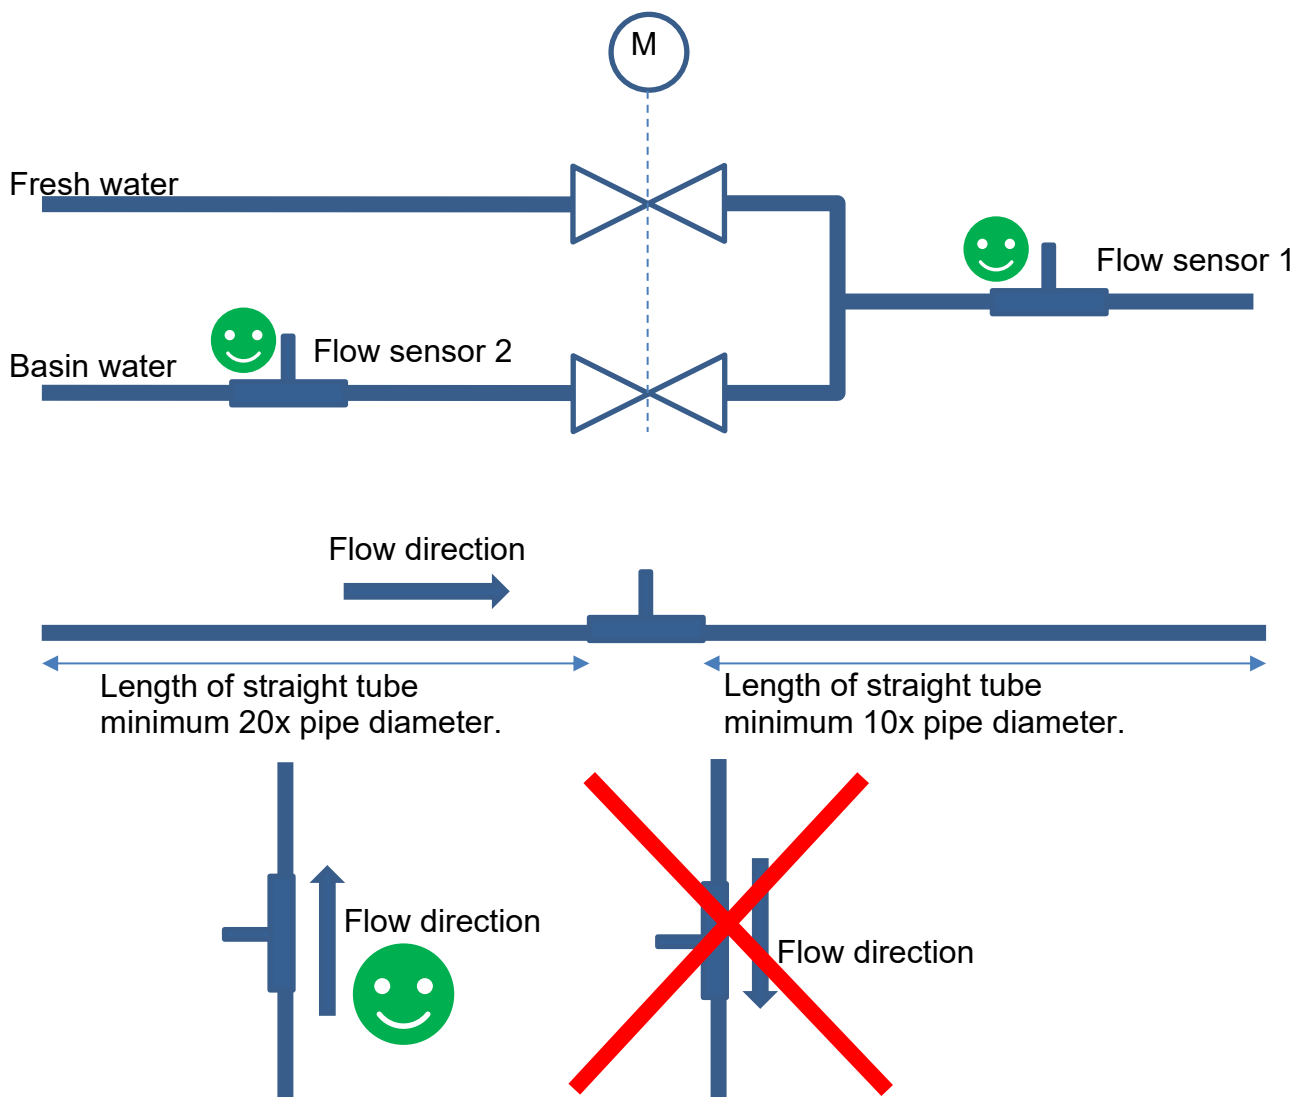 M
Fresh water
Flow sensor 1
Basin water
Flow sensor 2
Flow direction
Length of straight tube
minimum 20x pipe diameter.
Length of straight tube
minimum 10x pipe diameter.
Flow direction
Flow direction